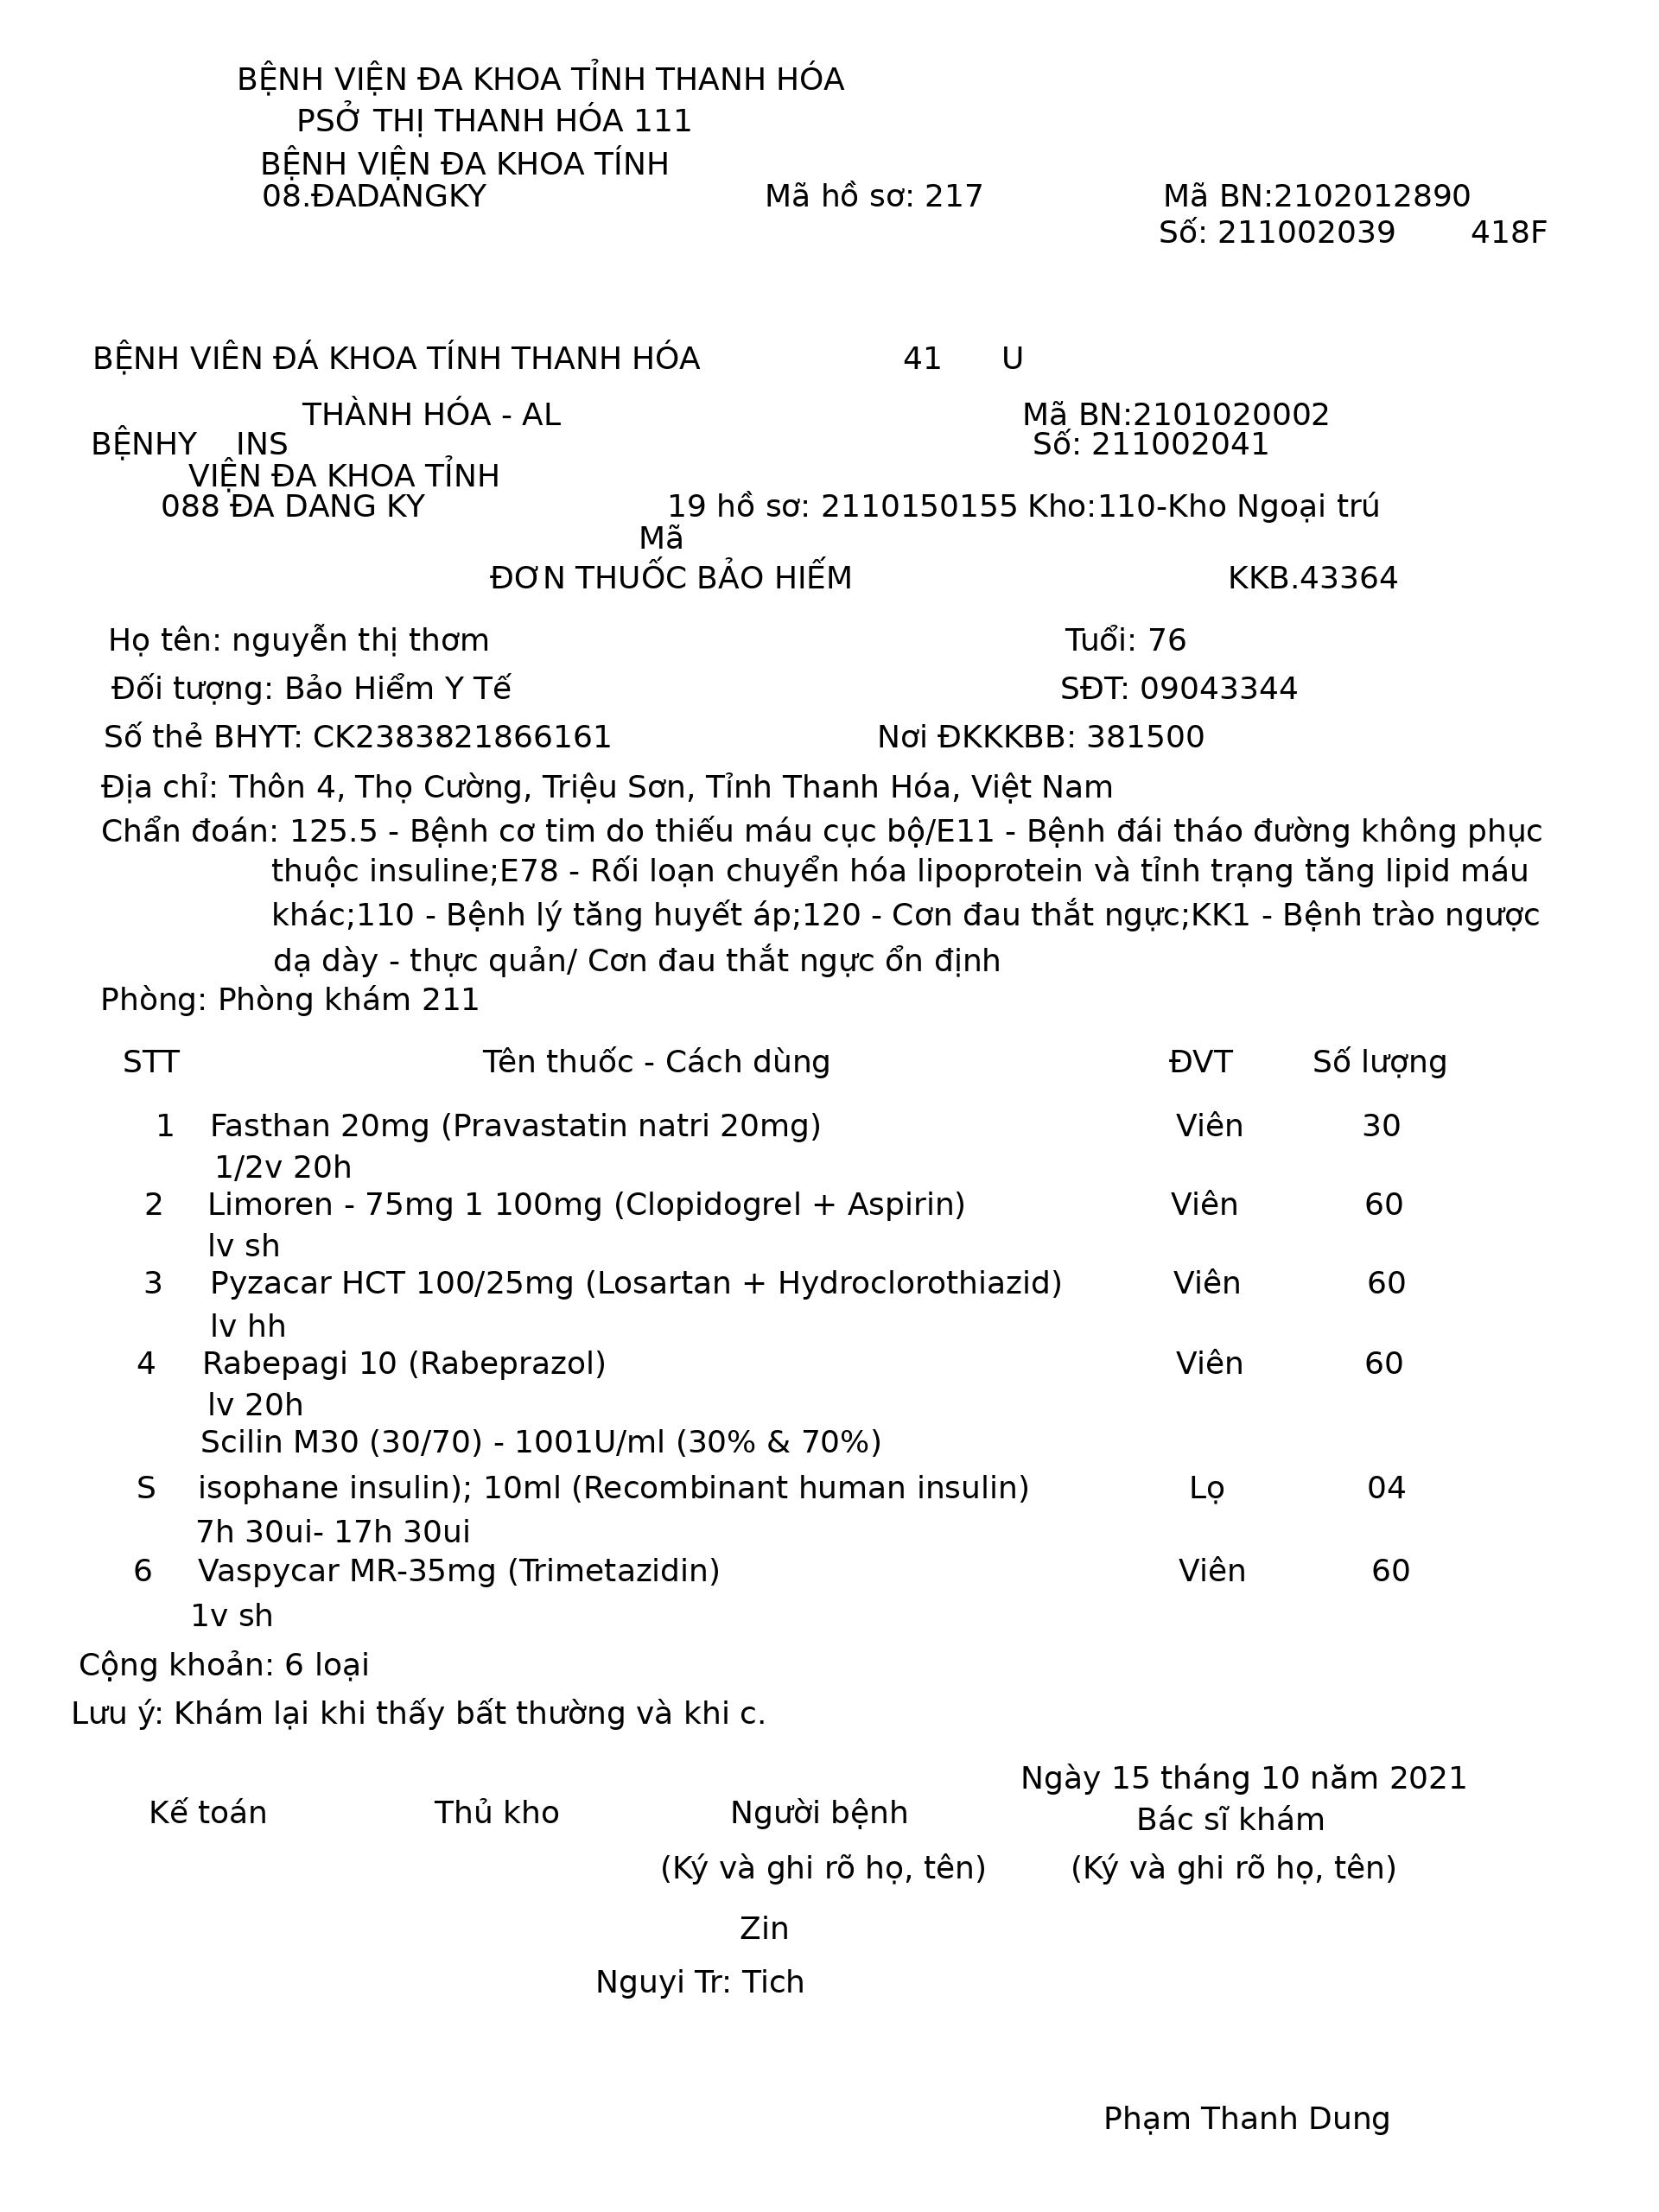 BỆNH VIỆN ĐA KHOA TỈNH THANH HÓA
PSỞ THỊ THANH HÓA 111
BỆNH VIỆN ĐA KHOA TÍNH
08.ĐADANGKY Mã hồ sơ: 217 Mã BN:2102012890
Số: 211002039 418F
BỆNH VIÊN ĐÁ KHOA TÍNH THANH HÓA 41 U
THÀNH HÓA - AL Mã BN:2101020002
BỆNHY INS Số: 211002041
VIỆN ĐA KHOA TỈNH
088 ĐA DANG KY 19 hồ sơ: 2110150155 Kho:110-Kho Ngoại trú
Mã
ĐƠN THUỐC BẢO HIẾM KKB.43364
Họ tên: nguyễn thị thơm Tuổi: 76
Đối tượng: Bảo Hiểm Y Tế SĐT: 09043344
Số thẻ BHYT: CK2383821866161 Nơi ĐKKKBB: 381500
Địa chỉ: Thôn 4, Thọ Cường, Triệu Sơn, Tỉnh Thanh Hóa, Việt Nam
Chẩn đoán: 125.5 - Bệnh cơ tim do thiếu máu cục bộ/E11 - Bệnh đái tháo đường không phục
thuộc insuline;E78 - Rối loạn chuyển hóa lipoprotein và tỉnh trạng tăng lipid máu
khác;110 - Bệnh lý tăng huyết áp;120 - Cơn đau thắt ngực;KK1 - Bệnh trào ngược
dạ dày - thực quản/ Cơn đau thắt ngực ổn định
Phòng: Phòng khám 211
STT Tên thuốc - Cách dùng ĐVT Số lượng
1 Fasthan 20mg (Pravastatin natri 20mg) Viên 30
1/2v 20h
2 Limoren - 75mg 1 100mg (Clopidogrel + Aspirin) Viên 60
lv sh
3 Pyzacar HCT 100/25mg (Losartan + Hydroclorothiazid) Viên 60
lv hh
4 Rabepagi 10 (Rabeprazol) Viên 60
lv 20h
Scilin M30 (30/70) - 1001U/ml (30% & 70%)
S isophane insulin); 10ml (Recombinant human insulin) Lọ 04
7h 30ui- 17h 30ui
6 Vaspycar MR-35mg (Trimetazidin) Viên 60
1v sh
Cộng khoản: 6 loại
Lưu ý: Khám lại khi thấy bất thường và khi c.
Ngày 15 tháng 10 năm 2021
Kế toán Thủ kho Người bệnh Bác sĩ khám
(Ký và ghi rõ họ, tên) (Ký và ghi rõ họ, tên)
Zin
Nguyi Tr: Tich
Phạm Thanh Dung